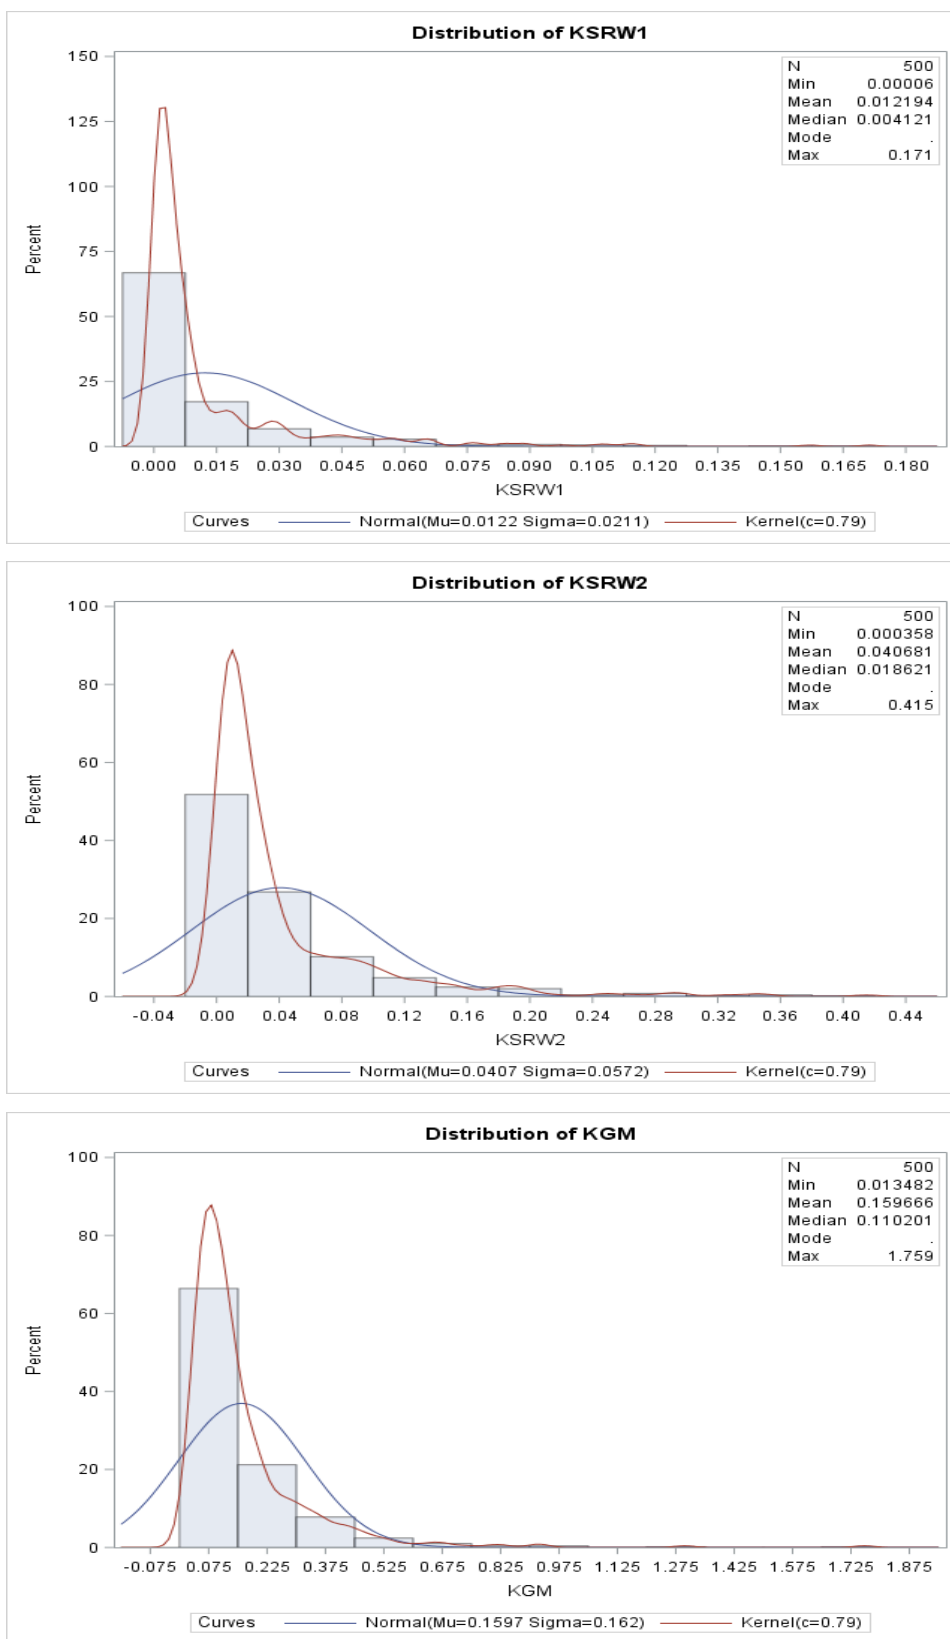 Distribution of KSRW1
150
125
100
75
50
25
0
Percent
N 500
Min 0.00006
Mean 0.012194
Median 0.004121
Mode .
Max 0.171
0.000 0.015 0.030 0.045 0.060 0.075 0.090 0.105 0.120 0.135 0.150 0.165 0.180
KSRW1
Curves Normal(Mu=0.0122 Sigma=0.0211) Kernel(c=0.79)
Distribution of KSRW2
100
80
60
40
20
0
Percent
N 500
Min 0.000358
Mean 0.040681
Median 0.018621
Mode .
Max 0.415
-0.04 0.00 0.04 0.08 0.12 0.16 0.20 0.24 0.28 0.32 0.36 0.40 0.44
KSRW2
Curves Normal(Mu=0.0407 Sigma=0.0572) Kernel(c=0.79)
Distribution of KGM
100
80
60
40
20
0
Percent
N 500
Min 0.013482
Mean 0.159666
Median 0.110201
Mode .
Max 1.759
-0.075 0.075 0.225 0.375 0.525 0.675 0.825 0.975 1.125 1.275 1.425 1.575 1.725 1.875
KGM
Curves Normal(Mu=0.1597 Sigma=0.162) Kernel(c=0.79)